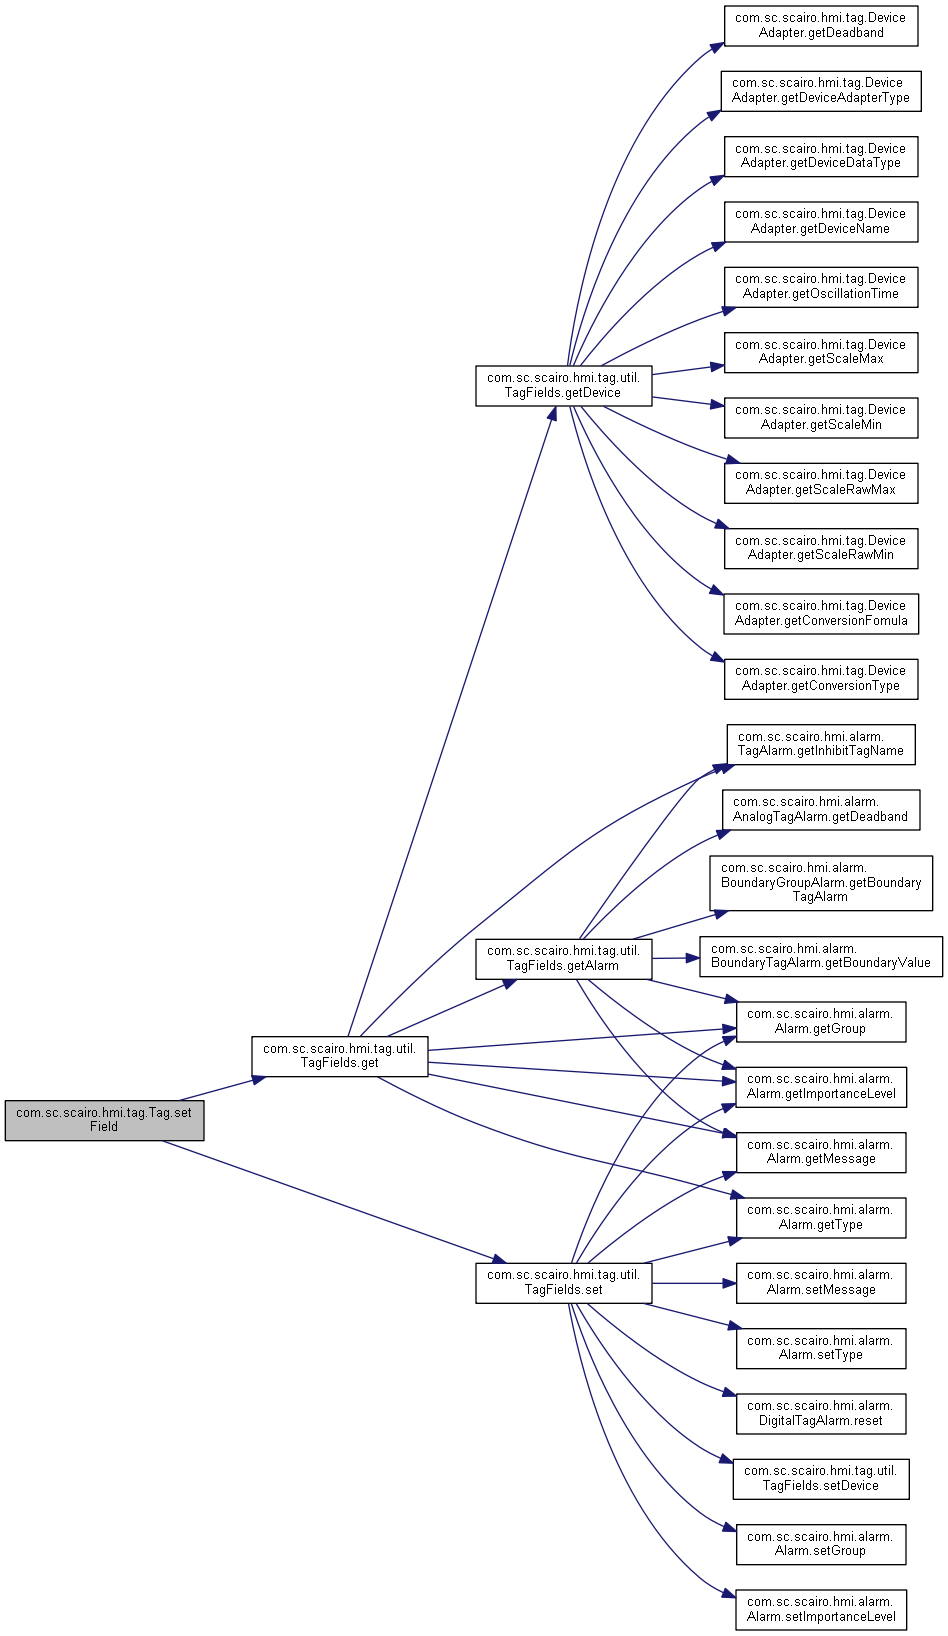 com.sc.scairo.hmi.tag.Device
Adapter.getDeadband
com.sc.scairo.hmi.tag.Device
Adapter.getDeviceAdapterType
com.sc.scairo.hmi.tag.Device
Adapter.getDeviceDataType
com.sc.scairo.hmi.tag.Device
Adapter.getDeviceName
com.sc.scairo.hmi.tag.Device
Adapter.getOscillationTime
com.sc.scairo.hmi.tag.Device
Adapter.getScaleMax
com.sc.scairo.hmi.tag.util.
TagFields.getDevice
com.sc.scairo.hmi.tag.Device
Adapter.getScaleMin
com.sc.scairo.hmi.tag.Device
Adapter.getScaleRawMax
com.sc.scairo.hmi.tag.Device
Adapter.getScaleRawMin
com.sc.scairo.hmi.tag.Device
Adapter.getConversionFomula
com.sc.scairo.hmi.tag.Device
Adapter.getConversionType
com.sc.scairo.hmi.alarm.
TagAlarm.getInhibitTagName
com.sc.scairo.hmi.alarm.
AnalogTagAlarm.getDeadband
com.sc.scairo.hmi.alarm.
BoundaryGroupAlarm.getBoundary
TagAlarm
com.sc.scairo.hmi.tag.util.
TagFields.getAlarm
com.sc.scairo.hmi.alarm.
BoundaryTagAlarm.getBoundaryValue
com.sc.scairo.hmi.alarm.
Alarm.getGroup
com.sc.scairo.hmi.tag.util.
TagFields.get
com.sc.scairo.hmi.alarm.
Alarm.getImportanceLevel
com.sc.scairo.hmi.tag.Tag.set
Field
com.sc.scairo.hmi.alarm.
Alarm.getMessage
com.sc.scairo.hmi.alarm.
Alarm.getType
com.sc.scairo.hmi.tag.util.
TagFields.set
com.sc.scairo.hmi.alarm.
Alarm.setMessage
com.sc.scairo.hmi.alarm.
Alarm.setType
com.sc.scairo.hmi.alarm.
DigitalTagAlarm.reset
com.sc.scairo.hmi.tag.util.
TagFields.setDevice
com.sc.scairo.hmi.alarm.
Alarm.setGroup
com.sc.scairo.hmi.alarm.
Alarm.setImportanceLevel